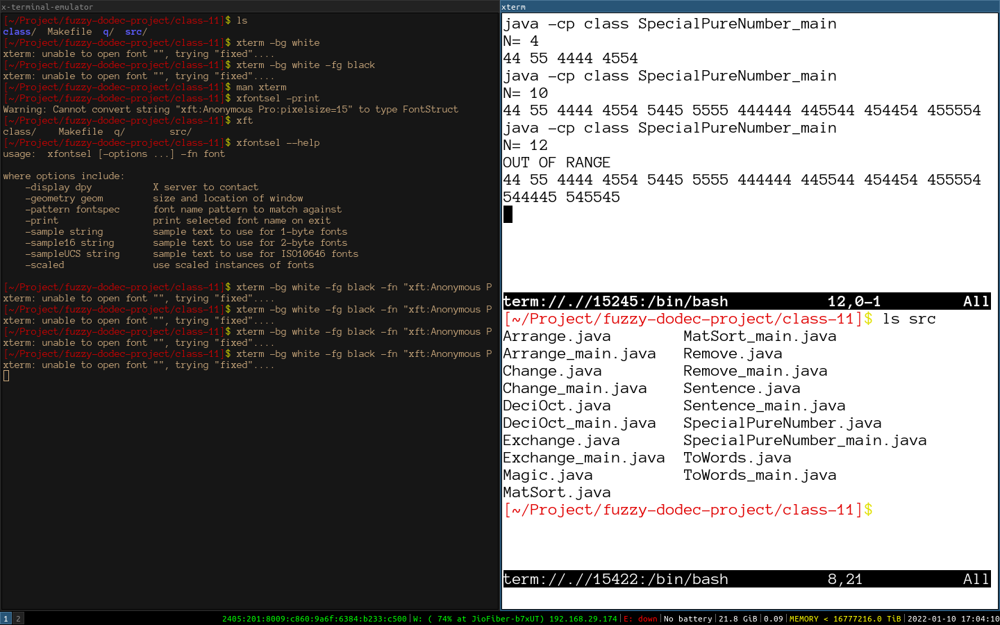 x-terminal-emulator
[~/Project/fuzzy-dodec-project/class-11]$ ls
class/  Makefile  q/  src/
[~/Project/fuzzy-dodec-project/class-11]$ xterm -bg white
xterm: unable to open font "", trying "fixed"....
[~/Project/fuzzy-dodec-project/class-11]$ xterm -bg white -fg black
xterm: unable to open font "", trying "fixed"....
[~/Project/fuzzy-dodec-project/class-11]$ man xterm
[~/Project/fuzzy-dodec-project/class-11]$ xfontsel -print
Warning: Cannot convert string "xft:Anonymous Pro:pixelsize=15" to type FontStruct
[~/Project/fuzzy-dodec-project/class-11]$ xft
class/    Makefile  q/        src/
[~/Project/fuzzy-dodec-project/class-11]$ xfontsel --help
usage:  xfontsel [-options ...] -fn font
where options include:
    -display dpy           X server to contact
    -geometry geom         size and location of window
    -pattern fontspec      font name pattern to match against
    -print                 print selected font name on exit
    -sample string         sample text to use for 1-byte fonts
    -sample16 string       sample text to use for 2-byte fonts
    -sampleUCS string      sample text to use for ISO10646 fonts
    -scaled                use scaled instances of fonts
[~/Project/fuzzy-dodec-project/class-11]$ xterm -bg white -fg black -fn "xft:Anonymous P
xterm: unable to open font "", trying "fixed"....
[~/Project/fuzzy-dodec-project/class-11]$ xterm -bg white -fg black -fn "xft:Anonymous P
xterm: unable to open font "", trying "fixed"....
[~/Project/fuzzy-dodec-project/class-11]$ xterm -bg white -fg black -fn "xft:Anonymous P
xterm: unable to open font "", trying "fixed"....
[~/Project/fuzzy-dodec-project/class-11]$ xterm -bg white -fg black -fn "xft:Anonymous P
xterm: unable to open font "", trying "fixed"....
xterm
java -cp class SpecialPureNumber_main
N= 4
44 55 4444 4554
java -cp class SpecialPureNumber_main
N= 10
44 55 4444 4554 5445 5555 444444 445544 454454 455554
java -cp class SpecialPureNumber_main
N= 12
OUT OF RANGE
44 55 4444 4554 5445 5555 444444 445544 454454 455554
544445 545545
term://.//15245:/bin/bash           12,0-1         All
[~/Project/fuzzy-dodec-project/class-11]$ ls src
Arrange.java        MatSort_main.java
Arrange_main.java   Remove.java
Change.java         Remove_main.java
Change_main.java    Sentence.java
DeciOct.java        Sentence_main.java
DeciOct_main.java   SpecialPureNumber.java
Exchange.java       SpecialPureNumber_main.java
Exchange_main.java  ToWords.java
Magic.java          ToWords_main.java
MatSort.java
[~/Project/fuzzy-dodec-project/class-11]$
term://.//15422:/bin/bash           8,21           All
1 2 2405:201:8009:c860:9a6f:6384:b233:c500|W: ( 74% at JioFiber-b7xUT) 192.168.29.174|E: down|No battery|21.8 GiB|0.09|MEMORY < 16777216.0 TiB|2022-01-10 17:04:10